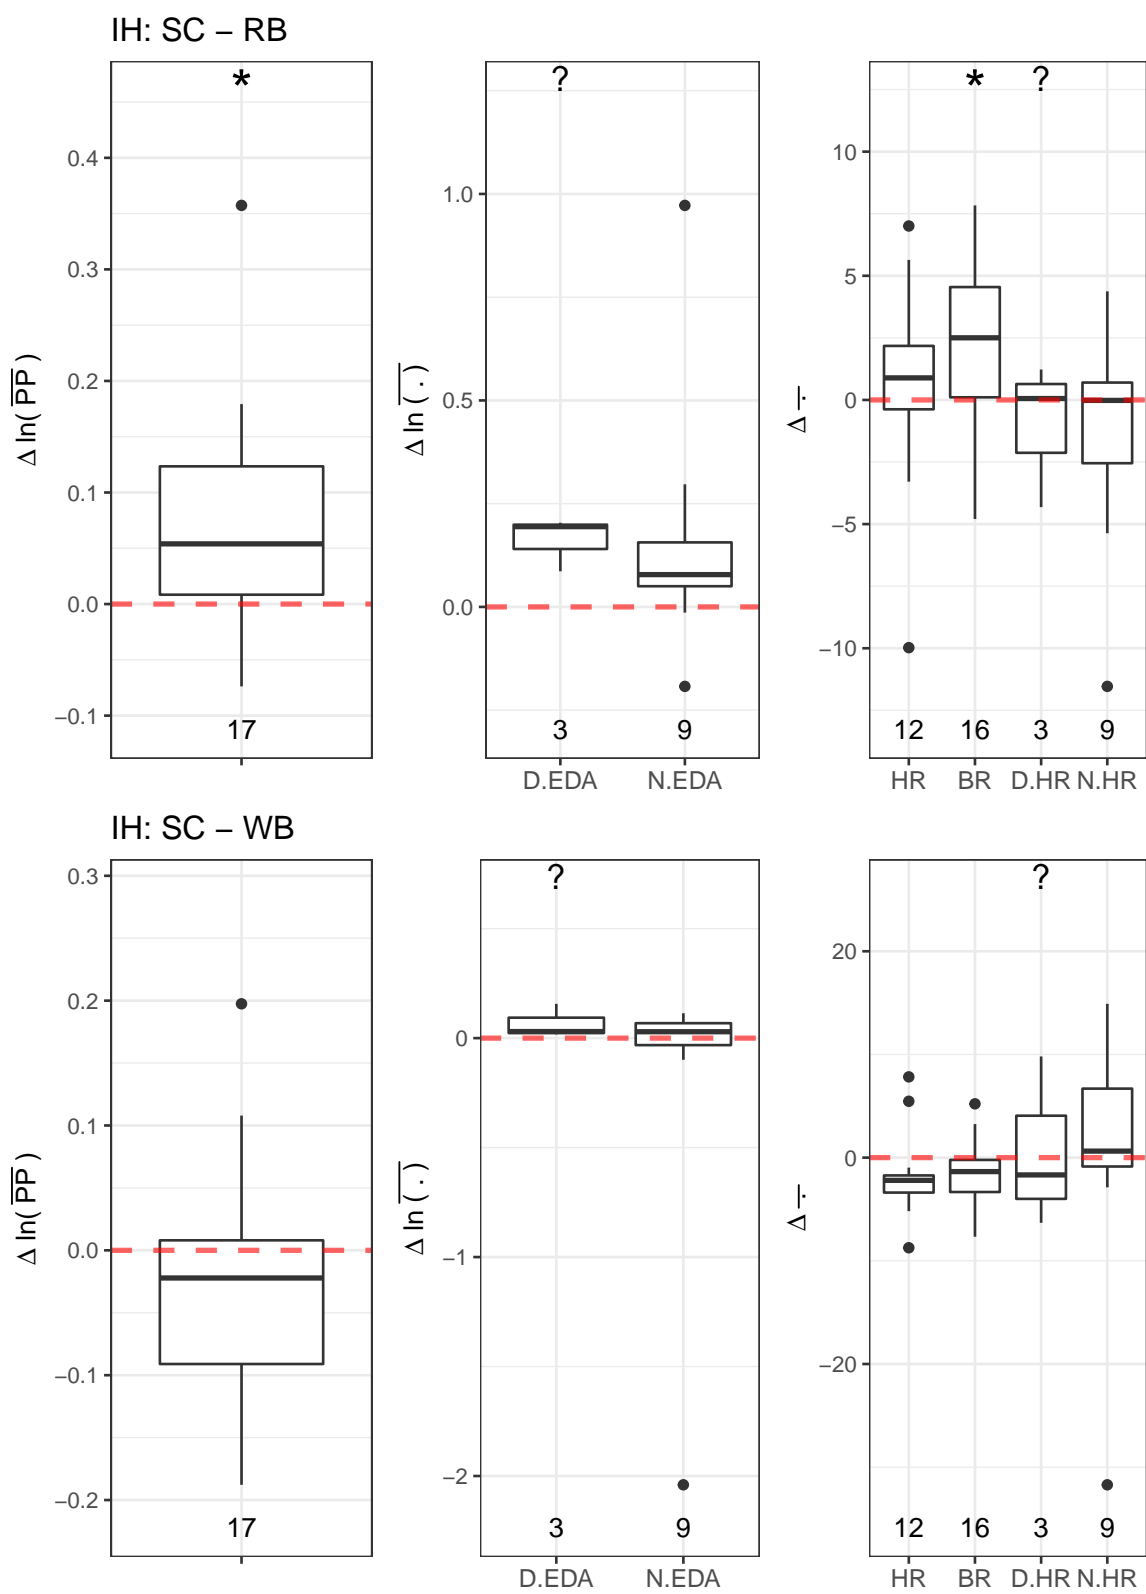 IH: SC – RB
Δ ln( PP )
0.4
0.3
0.2
0.1
0.0
−0.1
*
17
Δ ln ( . )
1.0
0.5
0.0
?
3
9
D.EDA
N.EDA
Δ .
10
5
0
−5
−10
*
?
12
16
3
9
HR
BR
D.HR
N.HR
IH: SC – WB
Δ ln( PP )
0.3
0.2
0.1
0.0
−0.1
−0.2
17
Δ ln ( . )
0
−1
−2
?
3
9
D.EDA
N.EDA
Δ .
20
0
−20
?
12
16
3
9
HR
BR
D.HR
N.HR